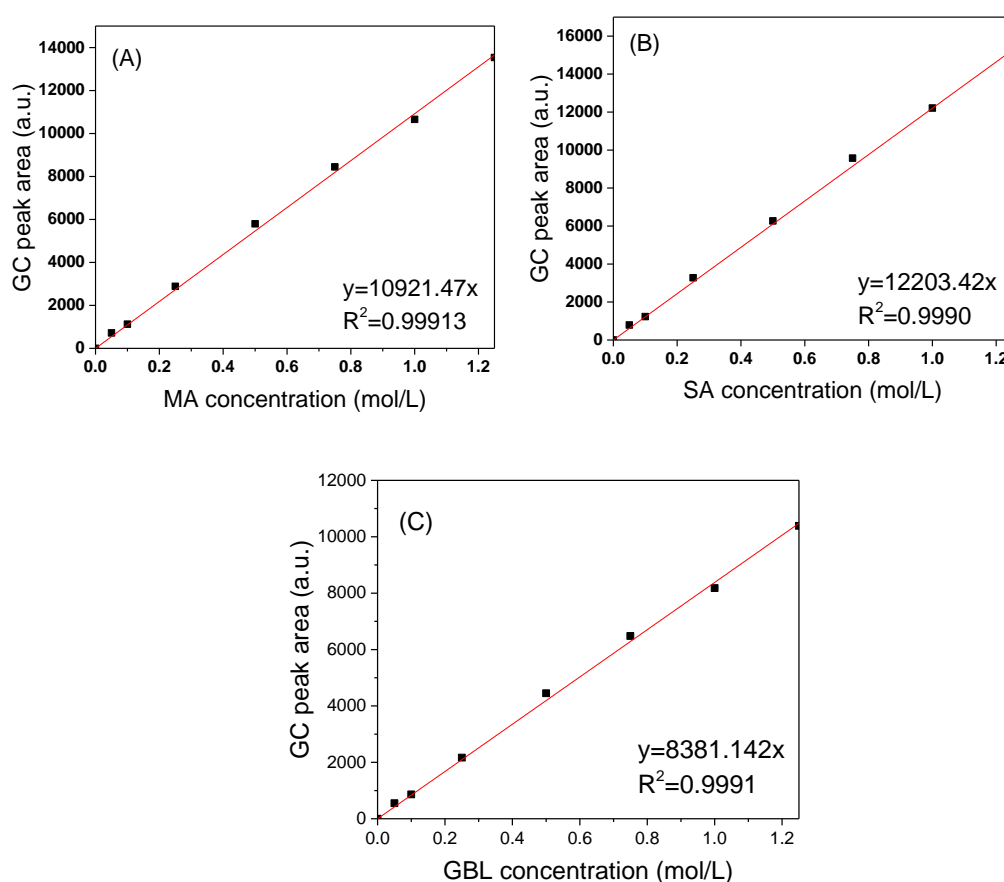 (A)
GC peak area (a.u.)
14000
12000
10000
8000
6000
4000
2000
0
y=10921.47x
R²=0.99913
0.0 0.2 0.4 0.6 0.8 1.0 1.2
MA concentration (mol/L)
(B)
GC peak area (a.u.)
16000
14000
12000
10000
8000
6000
4000
2000
0
y=12203.42x
R²=0.9990
0.0 0.2 0.4 0.6 0.8 1.0 1.2
SA concentration (mol/L)
(C)
GC peak area (a.u.)
12000
10000
8000
6000
4000
2000
0
y=8381.142x
R²=0.9991
0.0 0.2 0.4 0.6 0.8 1.0 1.2
GBL concentration (mol/L)